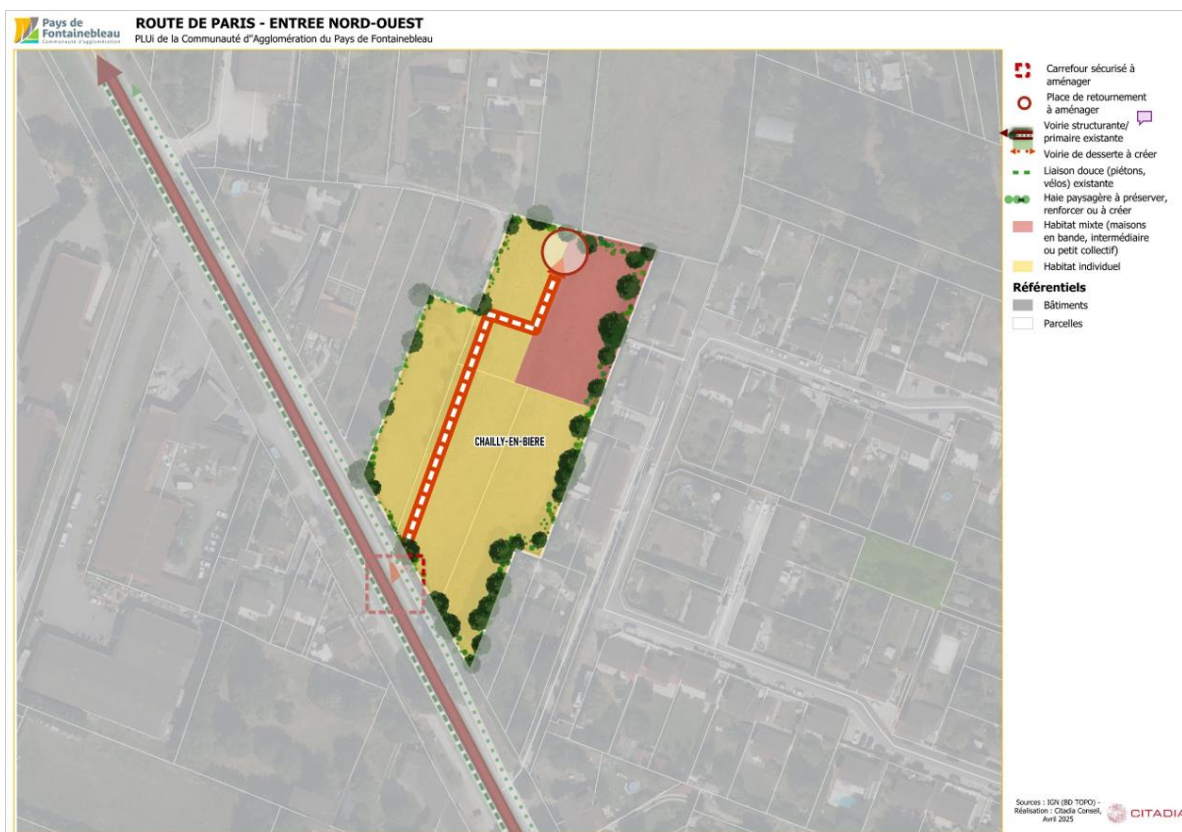 Pays de
Fontainebleau
Communauté d'agglomération
ROUTE DE PARIS - ENTREE NORD-OUEST
PLUi de la Communauté d''Agglomération du Pays de Fontainebleau
CHAILLY-EN-BIERE
Carrefour sécurisé à
aménager
Place de retournement
à aménager
Voirie structurante/
primaire existante
Voirie de desserte à créer
Liaison douce (piétons,
vélos) existante
Haie paysagère à préserver,
renforcer ou à créer
Habitat mixte (maisons
en bande, intermédiaire
ou petit collectif)
Habitat individuel
Référentiels
Bâtiments
Parcelles
Sources : IGN (BD TOPO) -
Réalisation : Citadia Conseil,
Avril 2025
CITADIA